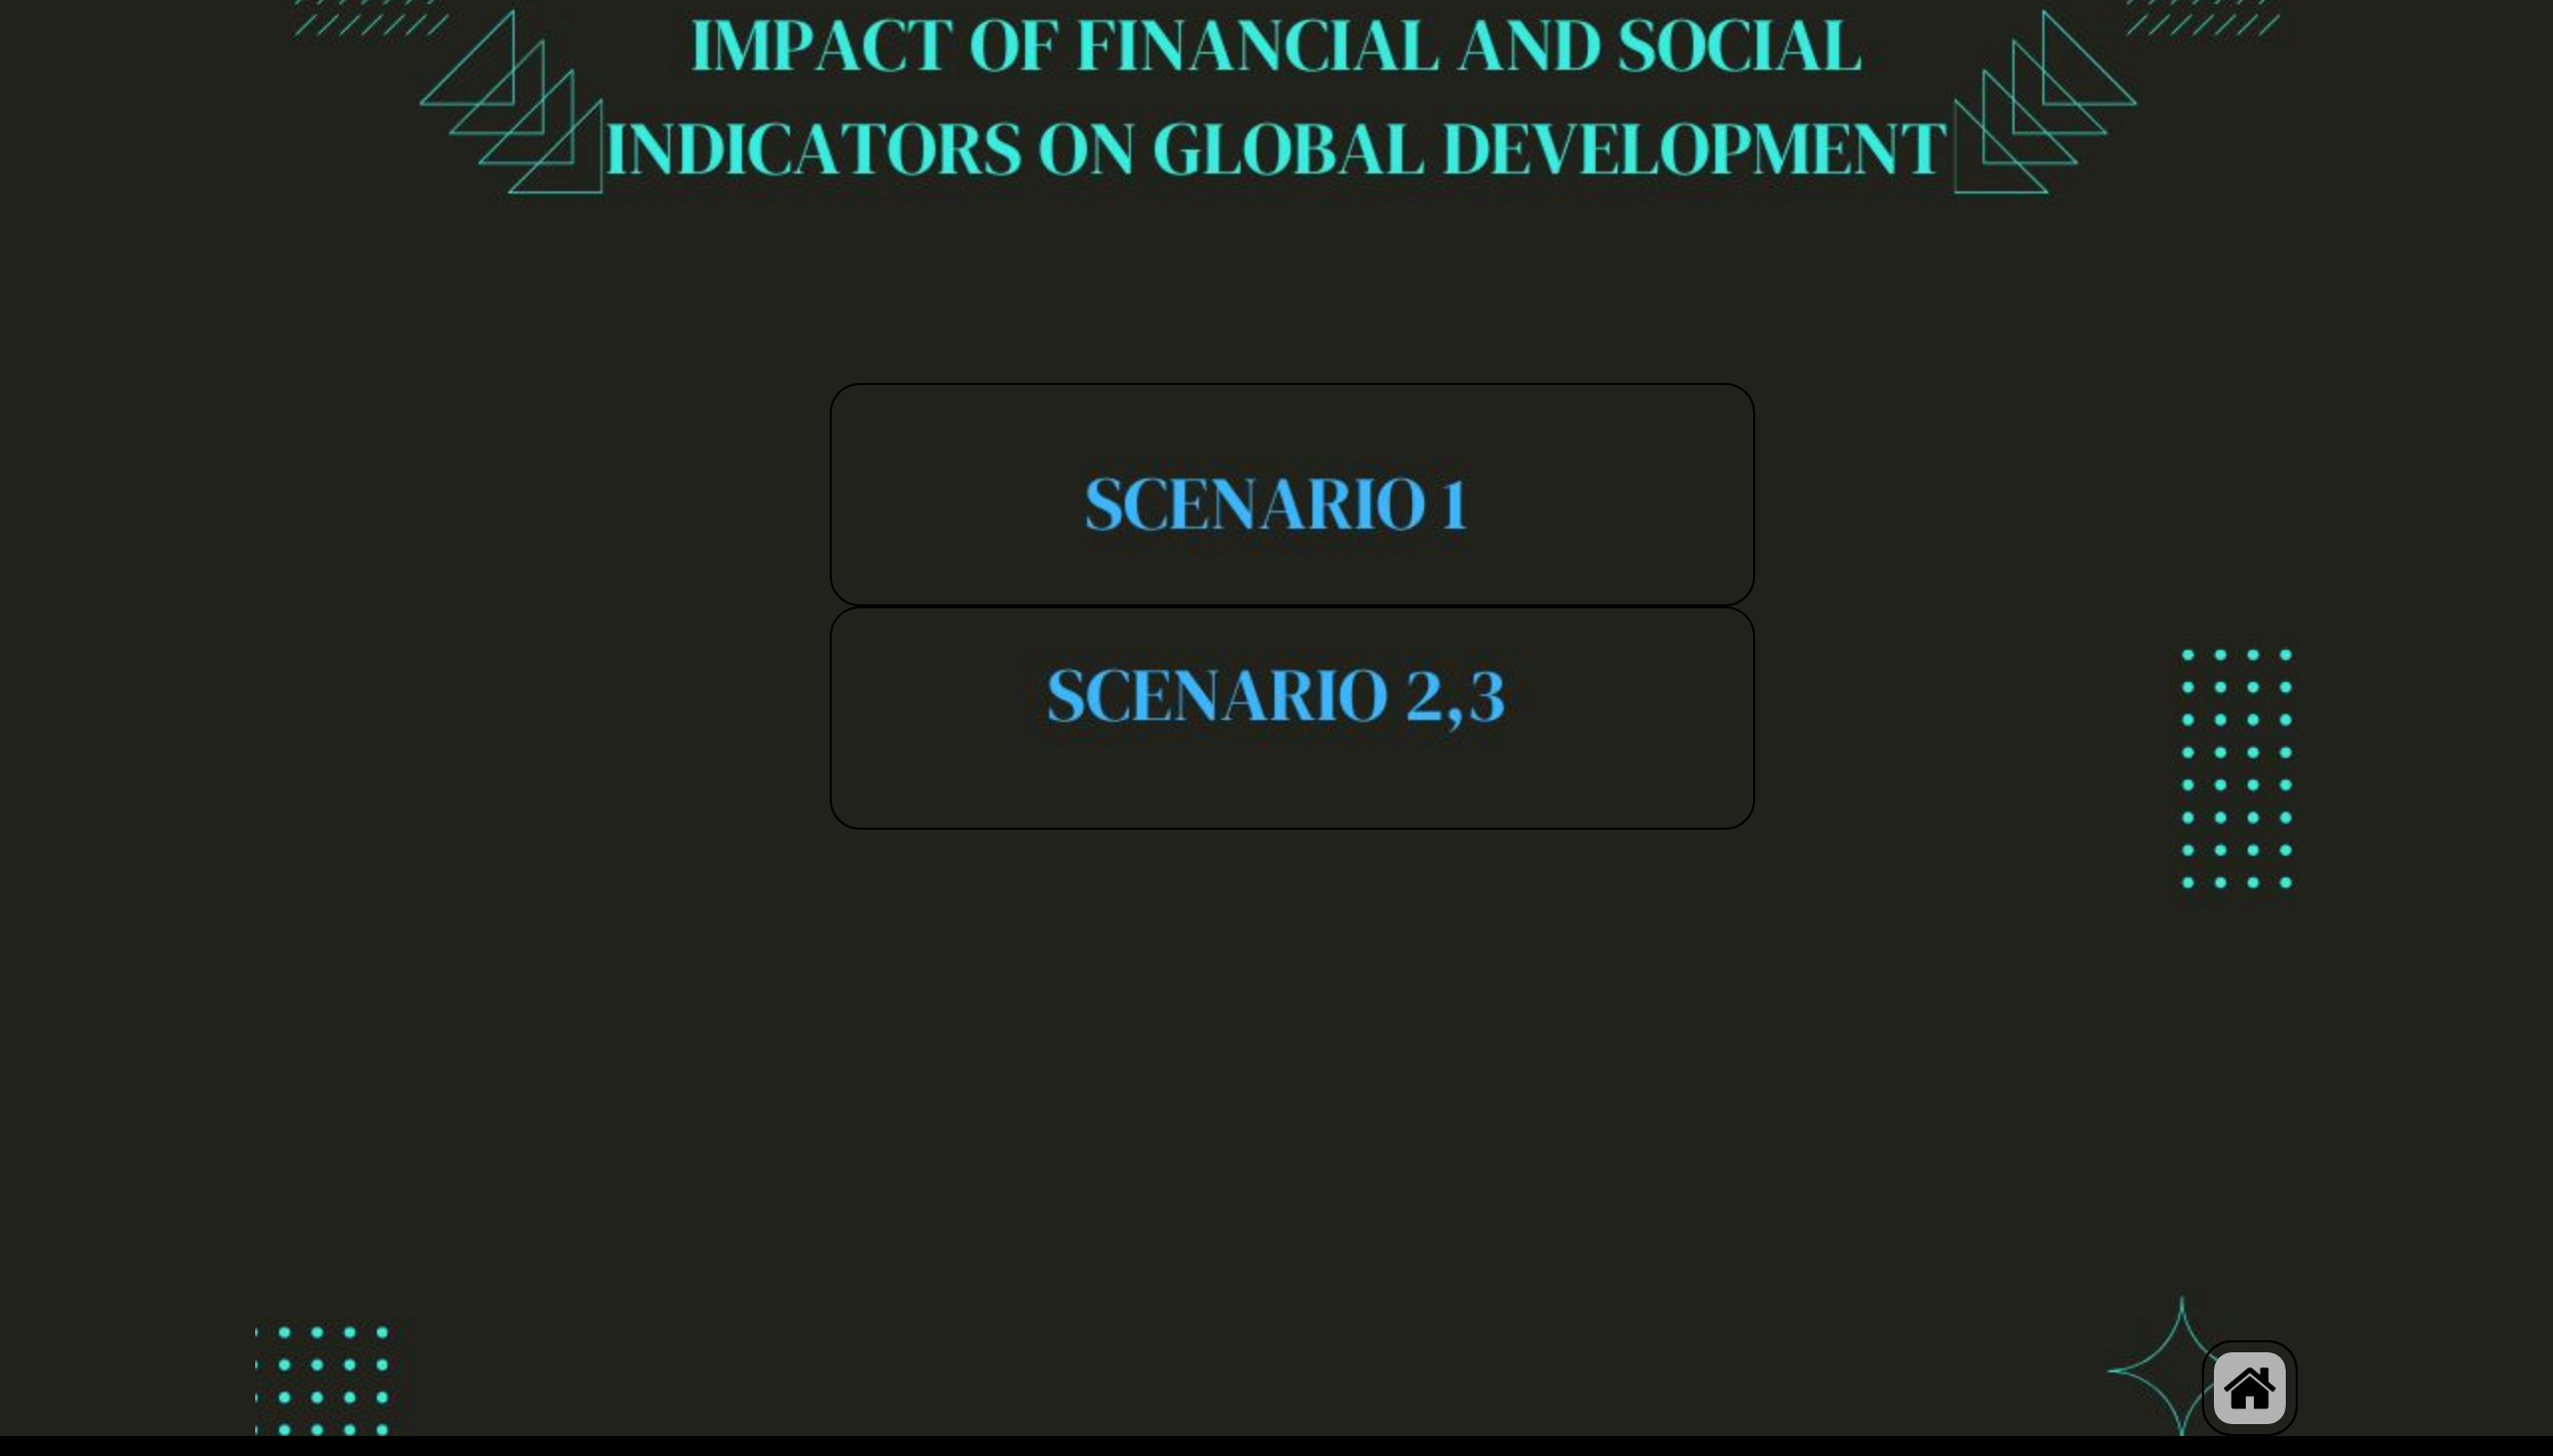 IMPACT OF FINANCIAL AND SOCIAL
INDICATORS ON GLOBAL DEVELOPMENT
SCENARIO 1
SCENARIO 2,3